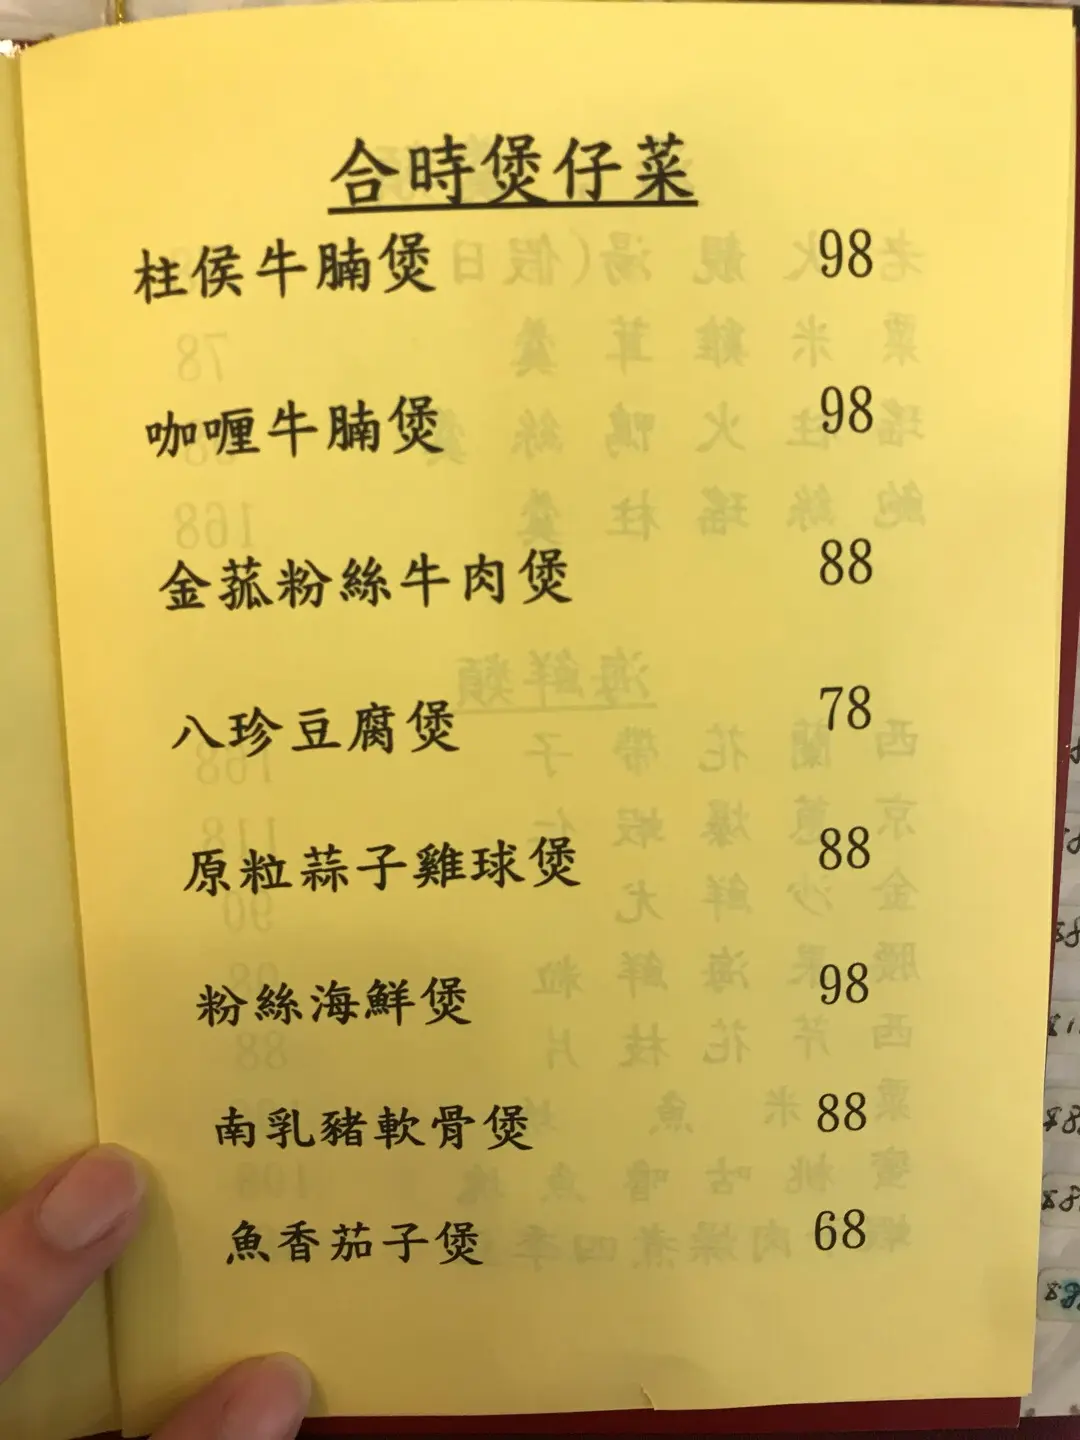 合時煲仔菜
柱侯牛腩煲 98
咖喱牛腩煲 98
金菰粉絲牛肉煲 88
八珍豆腐煲 78
原粒蒜子雞球煲 88
粉絲海鮮煲 98
南乳豬軟骨煲 88
魚香茄子煲 68